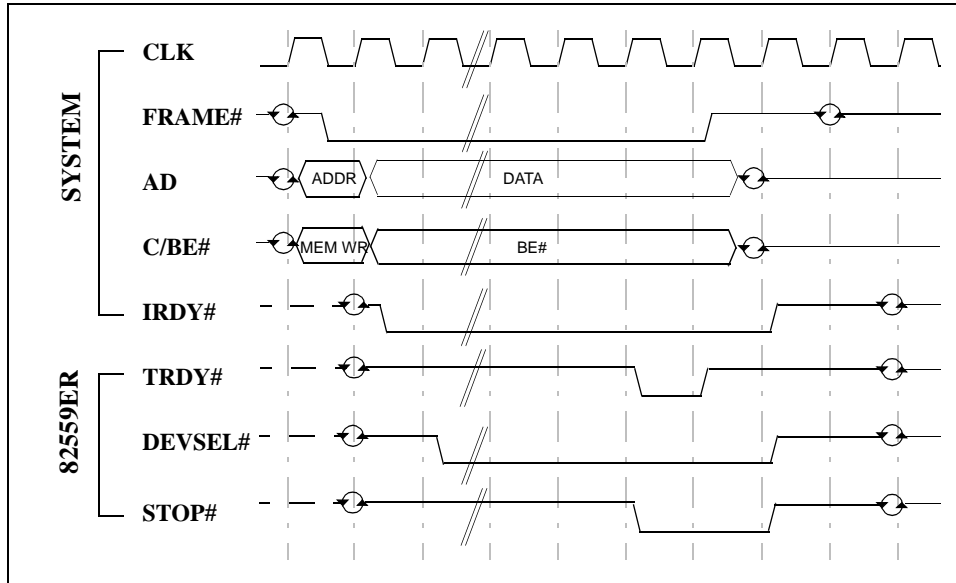 SYSTEM
CLK
FRAME#
AD
ADDR
DATA
C/BE#
MEM WR
BE#
IRDY#
82559ER
TRDY#
DEVSEL#
STOP#